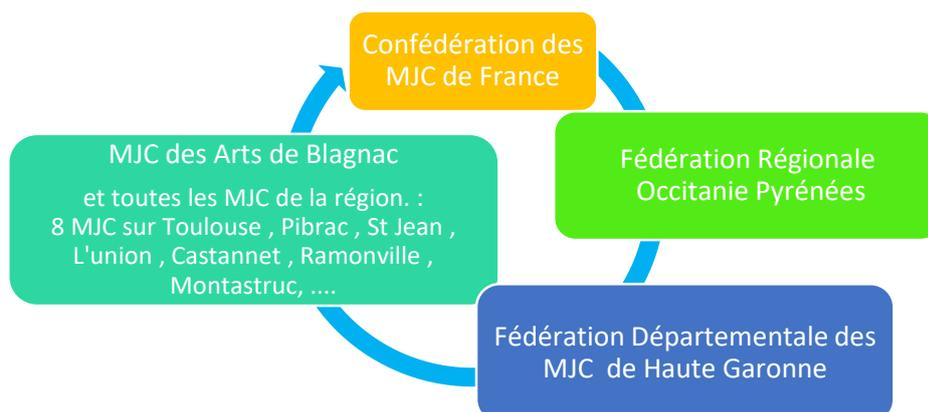 Confédération des
MJC de France
Fédération Régionale
Occitanie Pyrénées
Fédération Départementale des
MJC  de Haute Garonne
MJC des Arts de Blagnac
et toutes les MJC de la région. :
8 MJC sur Toulouse , Pibrac , St Jean ,
L'union , Castannet , Ramonville ,
Montastruc, ....